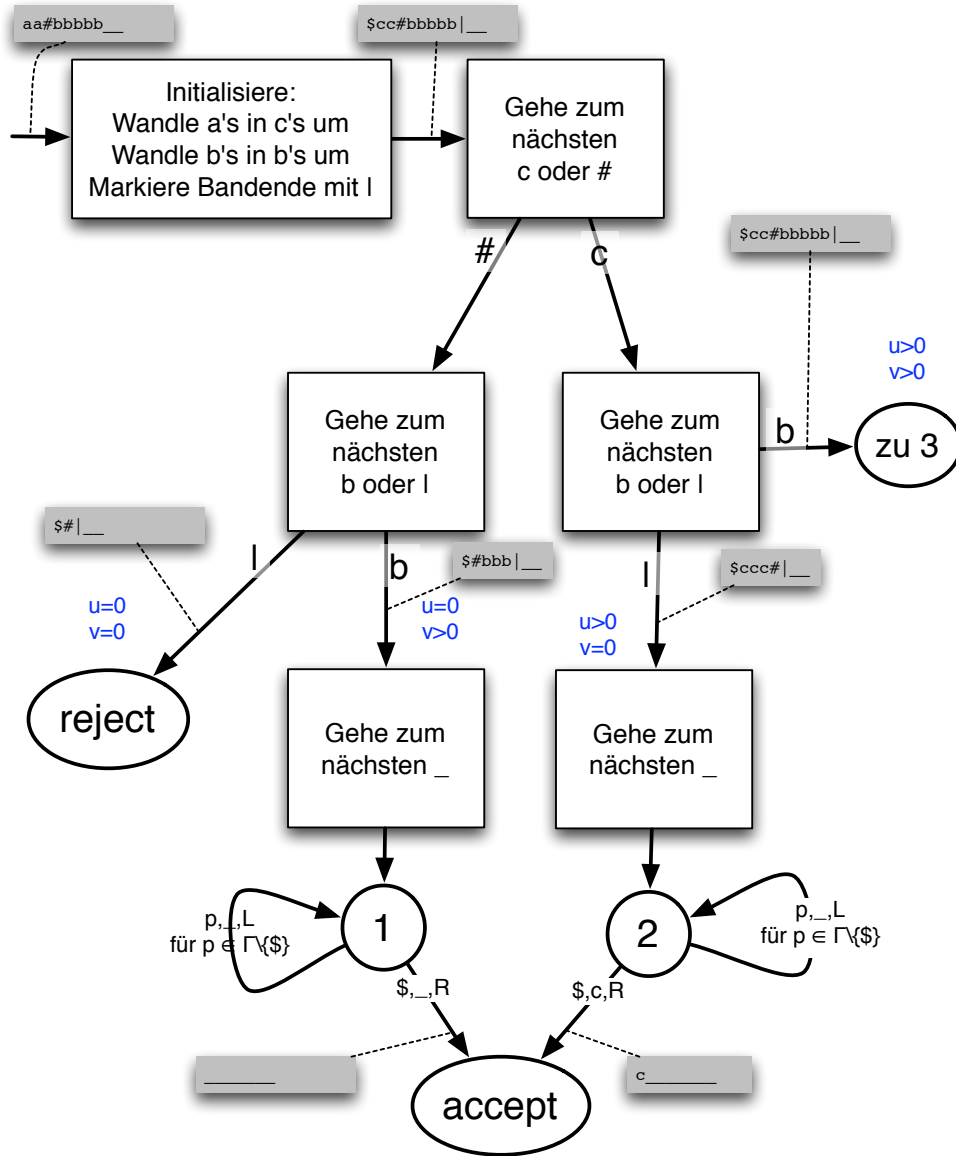 aa#bbbbb__
$cc#bbbbb|__
Initialisiere:
Wandle a's in c's um
Wandle b's in b's um
Markiere Bandende mit l
Gehe zum
nächsten
c oder #
#
c
$cc#bbbbb|__
u>0
v>0
Gehe zum
nächsten
b oder l
Gehe zum
nächsten
b oder l
b
zu 3
$#|__
l
b
$#bbb|__
l
$ccc#|__
u=0
v=0
u=0
v>0
u>0
v=0
reject
Gehe zum
nächsten _
Gehe zum
nächsten _
p,_,L
für p ∈ Γ\{$}
1
2
p,_,L
für p ∈ Γ\{$}
$,_,R
$,c,R
_______
accept
c_______